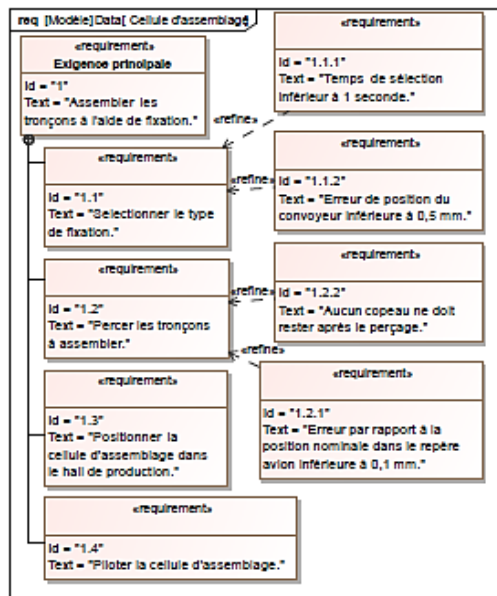 req [Modèle]Data[ Cellule d'assemblage]
«requirement»
Exigence principale
Id = "1"
Text = "Assembler les
tronçons à l'aide de fixation."
«requirement»
Id = "1.1.1"
Text = "Temps de sélection
inférieur à 1 seconde."
«refine»
«requirement»
Id = "1.1"
Text = "Selectionner le type
de fixation."
«refine»
«requirement»
Id = "1.1.2"
Text = "Erreur de position du
convoyeur inférieure à 0,5 mm."
«requirement»
Id = "1.2"
Text = "Percer les tronçons
à assembler."
«refine»
«requirement»
Id = "1.2.2"
Text = "Aucun copeau ne doit
rester après le perçage."
«refine»
«requirement»
Id = "1.2.1"
Text = "Erreur par rapport à la
position nominale dans le repère
avion inférieure à 0,1 mm."
«requirement»
Id = "1.3"
Text = "Positionner la
cellule d'assemblage dans
le hall de production."
«requirement»
Id = "1.4"
Text = "Piloter la cellule d'assemblage."